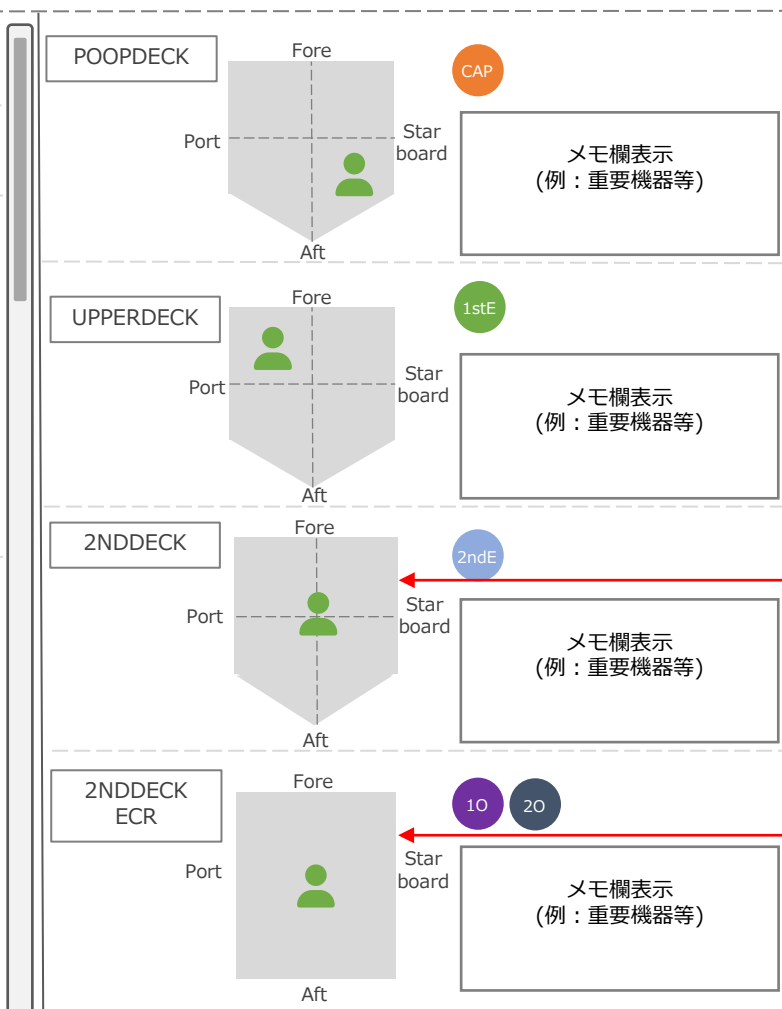 POOPDECK
Fore
CAP
Port
Star
board
メモ欄表示
(例：重要機器等)
Aft
UPPERDECK
Fore
1stE
Port
Star
board
メモ欄表示
(例：重要機器等)
Aft
2NDDECK
Fore
2ndE
Port
Star
board
メモ欄表示
(例：重要機器等)
Aft
2NDDECK
ECR
Fore
1O
2O
Port
Star
board
メモ欄表示
(例：重要機器等)
Aft